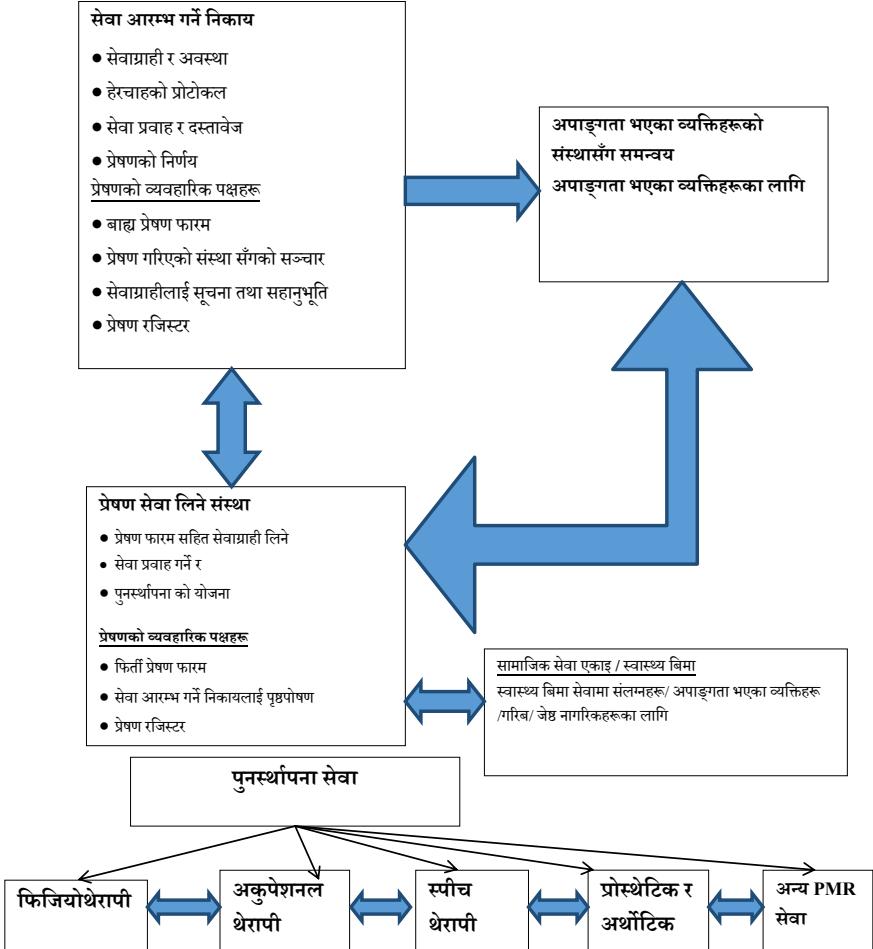 सेवा आरम्भ गर्ने निकाय
● सेवाग्राही र अवस्था
● हेरचाहको प्रोटोकल
● सेवा प्रवाह र दस्तावेज
● प्रेषणको निर्णय
प्रेषणको व्यवहारिक पक्षहरू
● बाह्य प्रेषण फारम
● प्रेषण गरिएको संस्था सँगको सञ्चार
● सेवाग्राहीलाई सूचना तथा सहानुभूति
● प्रेषण रजिस्टर
अपाङ्गता भएका व्यक्तिहरूको
संस्थासँग समन्वय
अपाङ्गता भएका व्यक्तिहरूका लागि
प्रेषण सेवा लिने संस्था
● प्रेषण फारम सहित सेवाग्राही लिने
● सेवा प्रवाह गर्ने र
● पुनर्स्थापना को योजना
प्रेषणको व्यवहारिक पक्षहरू
● फिर्ती प्रेषण फारम
● सेवा आरम्भ गर्ने निकायलाई पृष्ठपोषण
● प्रेषण रजिस्टर
सामाजिक सेवा एकाइ / स्वास्थ्य बिमा
स्वास्थ्य बिमा सेवामा संलग्नहरू/ अपाङ्गता भएका व्यक्तिहरू
/गरिब/ जेष्ठ नागरिकहरूका लागि
पुनर्स्थापना सेवा
फिजियोथेरापी
अकुपेशनल
थेरापी
स्पीच
थेरापी
प्रोस्थेटिक र
अर्थोटिक
अन्य PMR
सेवा